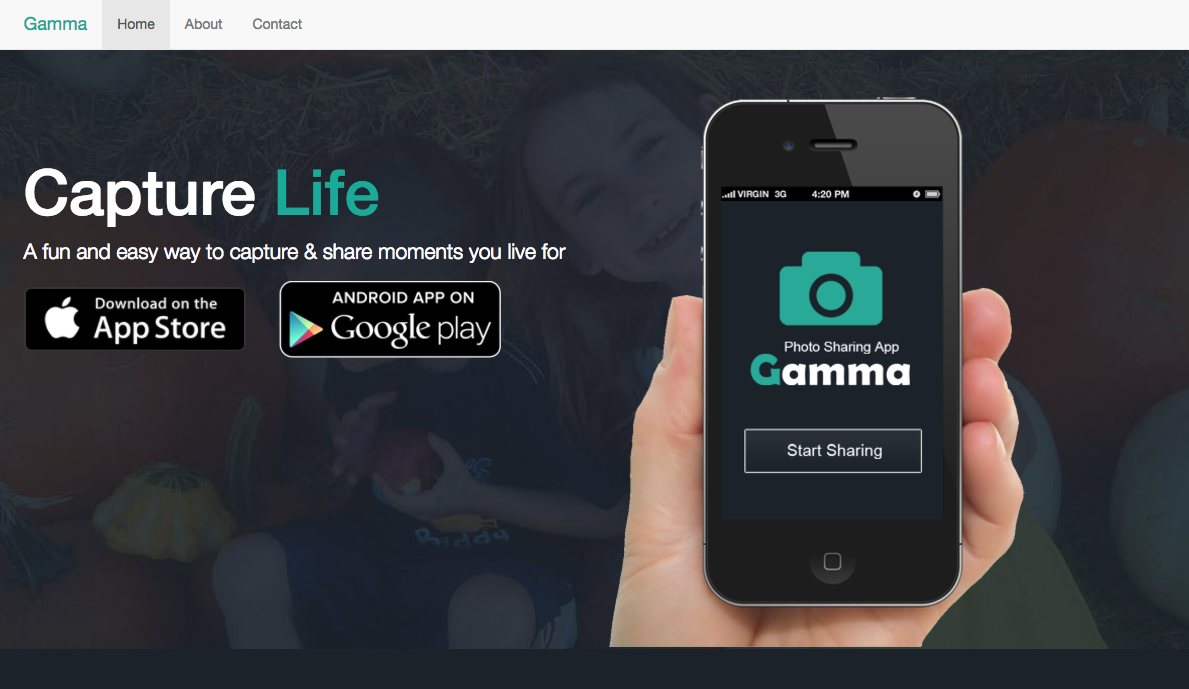 Gamma Home About Contact
Capture Life
A fun and easy way to capture & share moments you live for
Download on the
App Store
ANDROID APP ON
Google play
VIRGIN 3G 4:20 PM
Photo Sharing App
Gamma
Start Sharing